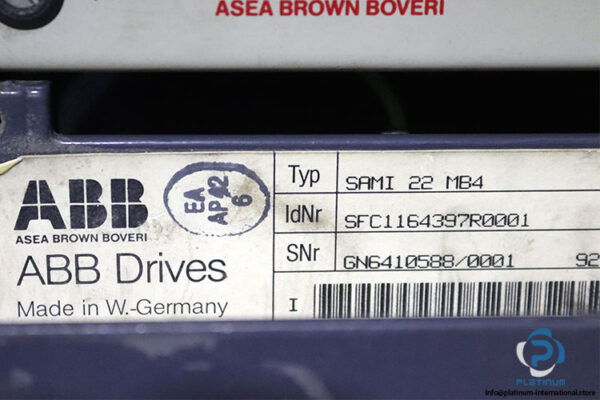 ASEA BROWN BOVERI
ABB
ASEA BROWN BOVERI
ABB Drives
Made in W.-Germany
EA
AP42
6
Typ SAMI 22 MB4
IdNr SFC1164397R0001
SNr GN6410588/0001 92
I
PLATINUM
info@platinum-international.store